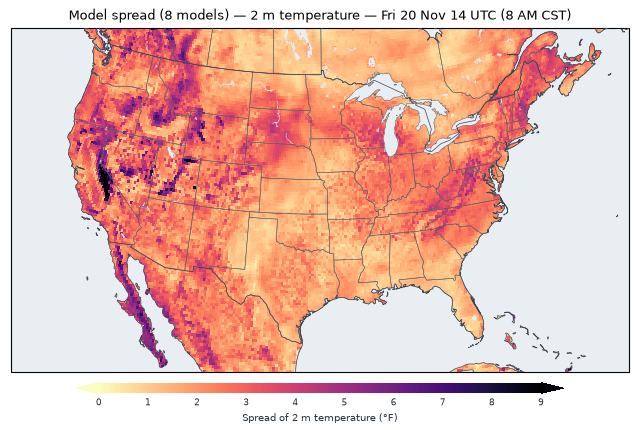 Model spread (8 models) — 2 m temperature — Fri 20 Nov 14 UTC (8 AM CST)
0 1 2 3 4 5 6 7 8 9
Spread of 2 m temperature (°F)